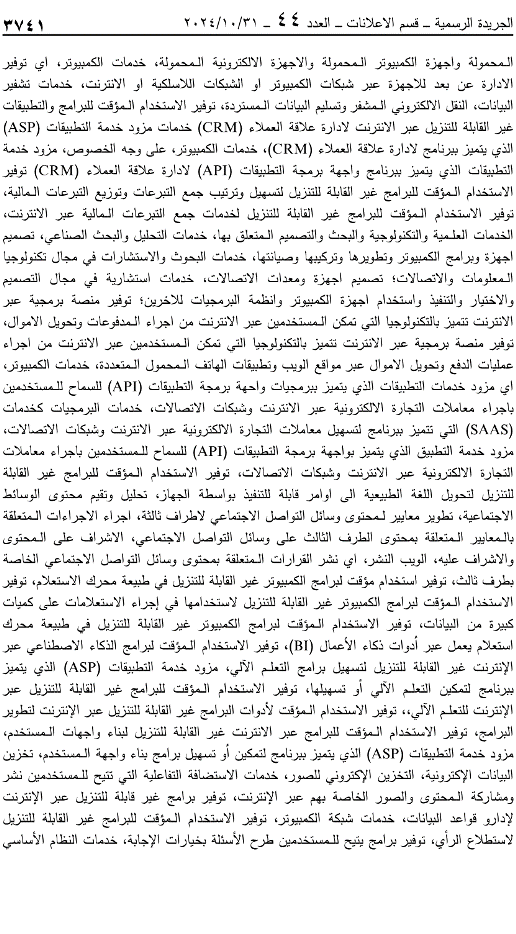 الجريدة الرسمية – قسم الاعلانات – العدد ٤٤ – ٢٠٢٤/١٠/٣١ ٣٧٤١
المحمولة واجهزة الكمبيوتر المحمولة والاجهزة الالكترونية المحمولة، خدمات الكمبيوتر، اي توفير
الادارة عن بعد للاجهزة عبر شبكات الكمبيوتر او الشبكات اللاسلكية او الانترنت، خدمات تشفير
البيانات، النقل الالكتروني المشفر وتسليم البيانات المستردة، توفير الاستخدام المؤقت للبرامج والتطبيقات
غير القابلة للتنزيل عبر الانترنت لادارة علاقة العملاء (CRM) خدمات مزود خدمة التطبيقات (ASP)
الذي يتميز ببرنامج لادارة علاقة العملاء (CRM)، خدمات الكمبيوتر، على وجه الخصوص، مزود خدمة
التطبيقات الذي يتميز ببرنامج واجهة برمجة التطبيقات (API) لادارة علاقة العملاء (CRM) توفير
الاستخدام المؤقت للبرامج غير القابلة للتنزيل لتسهيل وترتيب جمع التبرعات وتوزيع التبرعات المالية،
توفير الاستخدام المؤقت للبرامج غير القابلة للتنزيل لخدمات جمع التبرعات المالية عبر الانترنت،
الخدمات العلمية والتكنولوجية والبحث والتصميم المتعلق بها، خدمات التحليل والبحث الصناعي، تصميم
اجهزة وبرامج الكمبيوتر وتطويرها وتركيبها وصيانتها، خدمات البحوث والاستشارات في مجال تكنولوجيا
المعلومات والاتصالات؛ تصميم اجهزة ومعدات الاتصالات، خدمات استشارية في مجال التصميم
والاختيار والتنفيذ واستخدام اجهزة الكمبيوتر وانظمة البرمجيات للاخرين؛ توفير منصة برمجية عبر
الانترنت تتميز بالتكنولوجيا التي تمكن المستخدمين عبر الانترنت من اجراء المدفوعات وتحويل الاموال،
توفير منصة برمجية عبر الانترنت تتميز بالتكنولوجيا التي تمكن المستخدمين عبر الانترنت من اجراء
عمليات الدفع وتحويل الاموال عبر مواقع الويب وتطبيقات الهاتف المحمول المتعددة، خدمات الكمبيوتر،
اي مزود خدمات التطبيقات الذي يتميز ببرمجيات واجهة برمجة التطبيقات (API) للسماح للمستخدمين
باجراء معاملات التجارة الالكترونية عبر الانترنت وشبكات الاتصالات، خدمات البرمجيات كخدمات
(SAAS) التي تتميز ببرنامج لتسهيل معاملات التجارة الالكترونية عبر الانترنت وشبكات الاتصالات،
مزود خدمة التطبيق الذي يتميز بواجهة برمجة التطبيقات (API) للسماح للمستخدمين باجراء معاملات
التجارة الالكترونية عبر الانترنت وشبكات الاتصالات، توفير الاستخدام المؤقت للبرامج غير القابلة
للتنزيل لتحويل اللغة الطبيعية الى اوامر قابلة للتنفيذ بواسطة الجهاز، تحليل وتقيم محتوى الوسائط
الاجتماعية، تطوير معايير لمحتوى وسائل التواصل الاجتماعي لاطراف ثالثة، اجراء الاجراءات المتعلقة
بالمعايير المتعلقة بمحتوى الطرف الثالث على وسائل التواصل الاجتماعي، الاشراف على المحتوى
والاشراف عليه، الويب النشر، اي نشر القرارات المتعلقة بمحتوى وسائل التواصل الاجتماعي الخاصة
بطرف ثالث، توفير استخدام مؤقت لبرامج الكمبيوتر غير القابلة للتنزيل في طبيعة محرك الاستعلام، توفير
الاستخدام المؤقت لبرامج الكمبيوتر غير القابلة للتنزيل لاستخدامها في إجراء الاستعلامات على كميات
كبيرة من البيانات، توفير الاستخدام المؤقت لبرامج الكمبيوتر غير القابلة للتنزيل في طبيعة محرك
استعلام يعمل عبر أدوات ذكاء الأعمال (BI)، توفير الاستخدام المؤقت لبرامج الذكاء الاصطناعي عبر
الإنترنت غير القابلة للتنزيل لتسهيل برامج التعلم الآلي، مزود خدمة التطبيقات (ASP) الذي يتميز
ببرنامج لتمكين التعلم الآلي أو تسهيلها، توفير الاستخدام المؤقت للبرامج غير القابلة للتنزيل عبر
الإنترنت للتعلم الآلي،، توفير الاستخدام المؤقت لأدوات البرامج غير القابلة للتنزيل عبر الإنترنت لتطوير
البرامج، توفير الاستخدام المؤقت للبرامج عبر الانترنت غير القابلة للتنزيل لبناء واجهات المستخدم،
مزود خدمة التطبيقات (ASP) الذي يتميز ببرنامج لتمكين أو تسهيل برامج بناء واجهة المستخدم، تخزين
البيانات الإكترونية، التخزين الإكتروني للصور، خدمات الاستضافة التفاعلية التي تتيح للمستخدمين نشر
ومشاركة المحتوى والصور الخاصة بهم عبر الإنترنت، توفير برامج غير قابلة للتنزيل عبر الإنترنت
لإدارو قواعد البيانات، خدمات شبكة الكمبيوتر، توفير الاستخدام المؤقت للبرامج غير القابلة للتنزيل
لاستطلاع الرأي، توفير برامج يتيح للمستخدمين طرح الأسئلة بخيارات الإجابة، خدمات النظام الأساسي